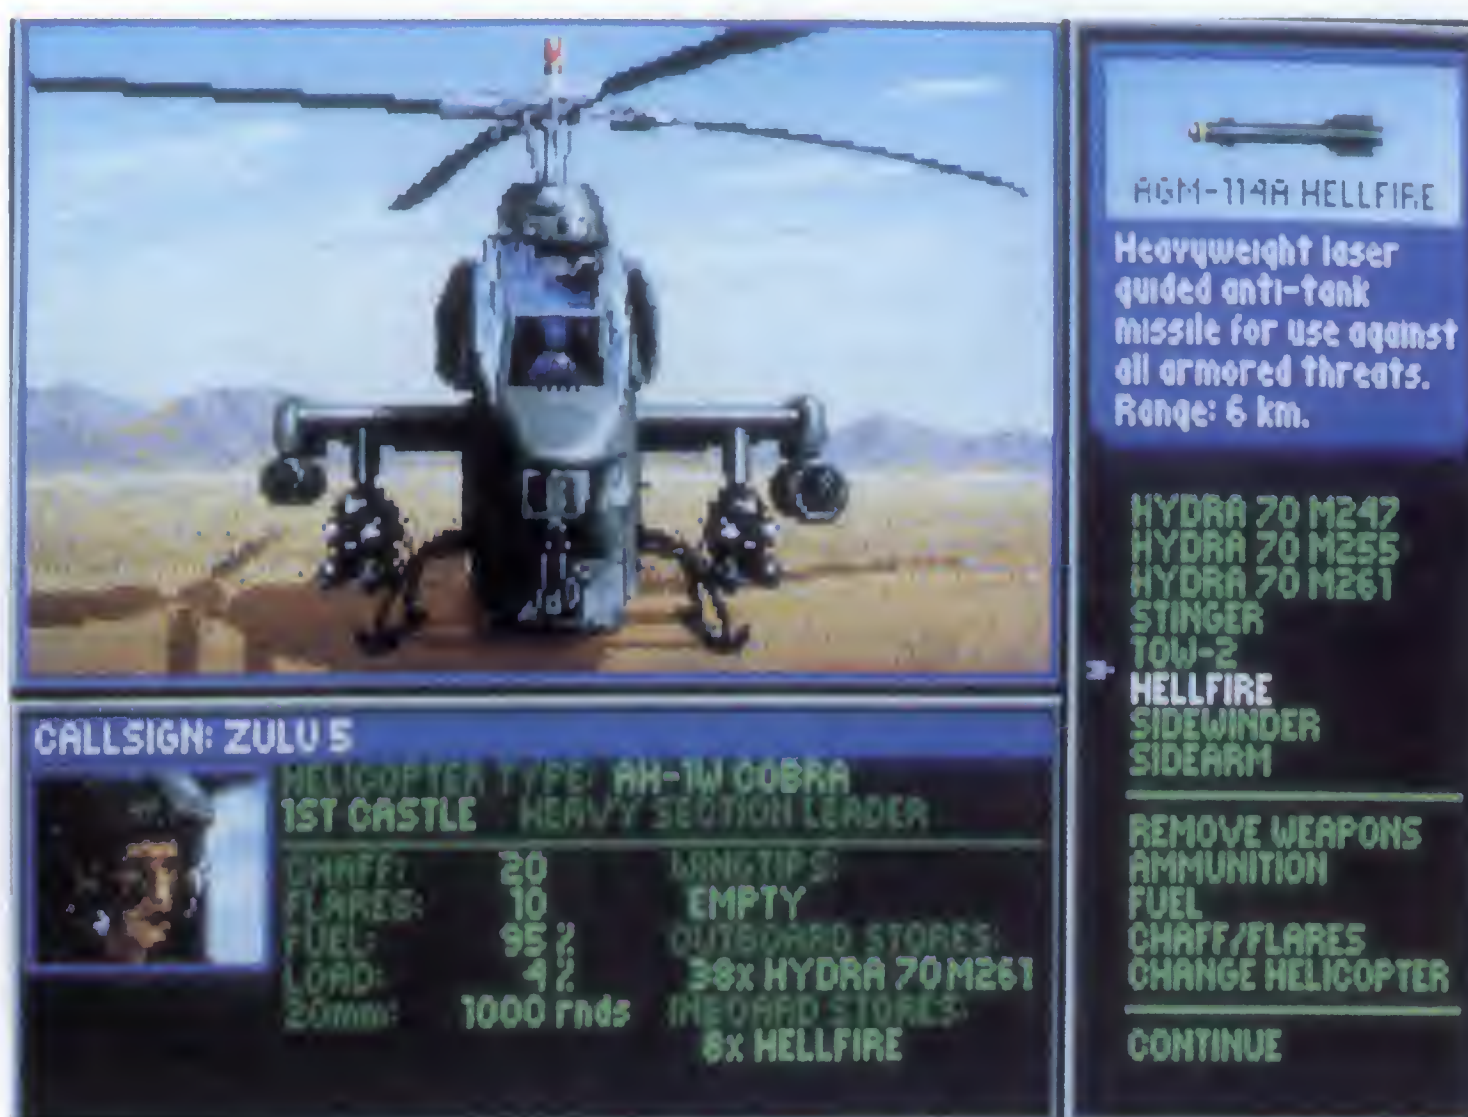 AGM-114A HELLFIRE
Heavyweight laser
guided anti-tank
missile for use against
all armored threats.
Range: 6 km.
HYDRA 70 M247
HYDRA 70 M255
HYDRA 70 M261
STINGER
TOW-2
HELLFIRE
SIDEWINDER
SIDEARM
REMOVE WEAPONS
AMMUNITION
FUEL
CHAFF/FLARES
CHANGE HELICOPTER
CONTINUE
CALLSIGN: ZULU 5
HELICOPTER TYPE: AH-1W COBRA
1ST CASTLE HEAVY SECTION LEADER
CHAFF: 20
FLARES: 10
FUEL: 95 %
LOAD: 4 %
20mm: 1000 rnds
WINGTIPS:
EMPTY
OUTBOARD STORES:
38x HYDRA 70 M261
INBOARD STORES:
8x HELLFIRE